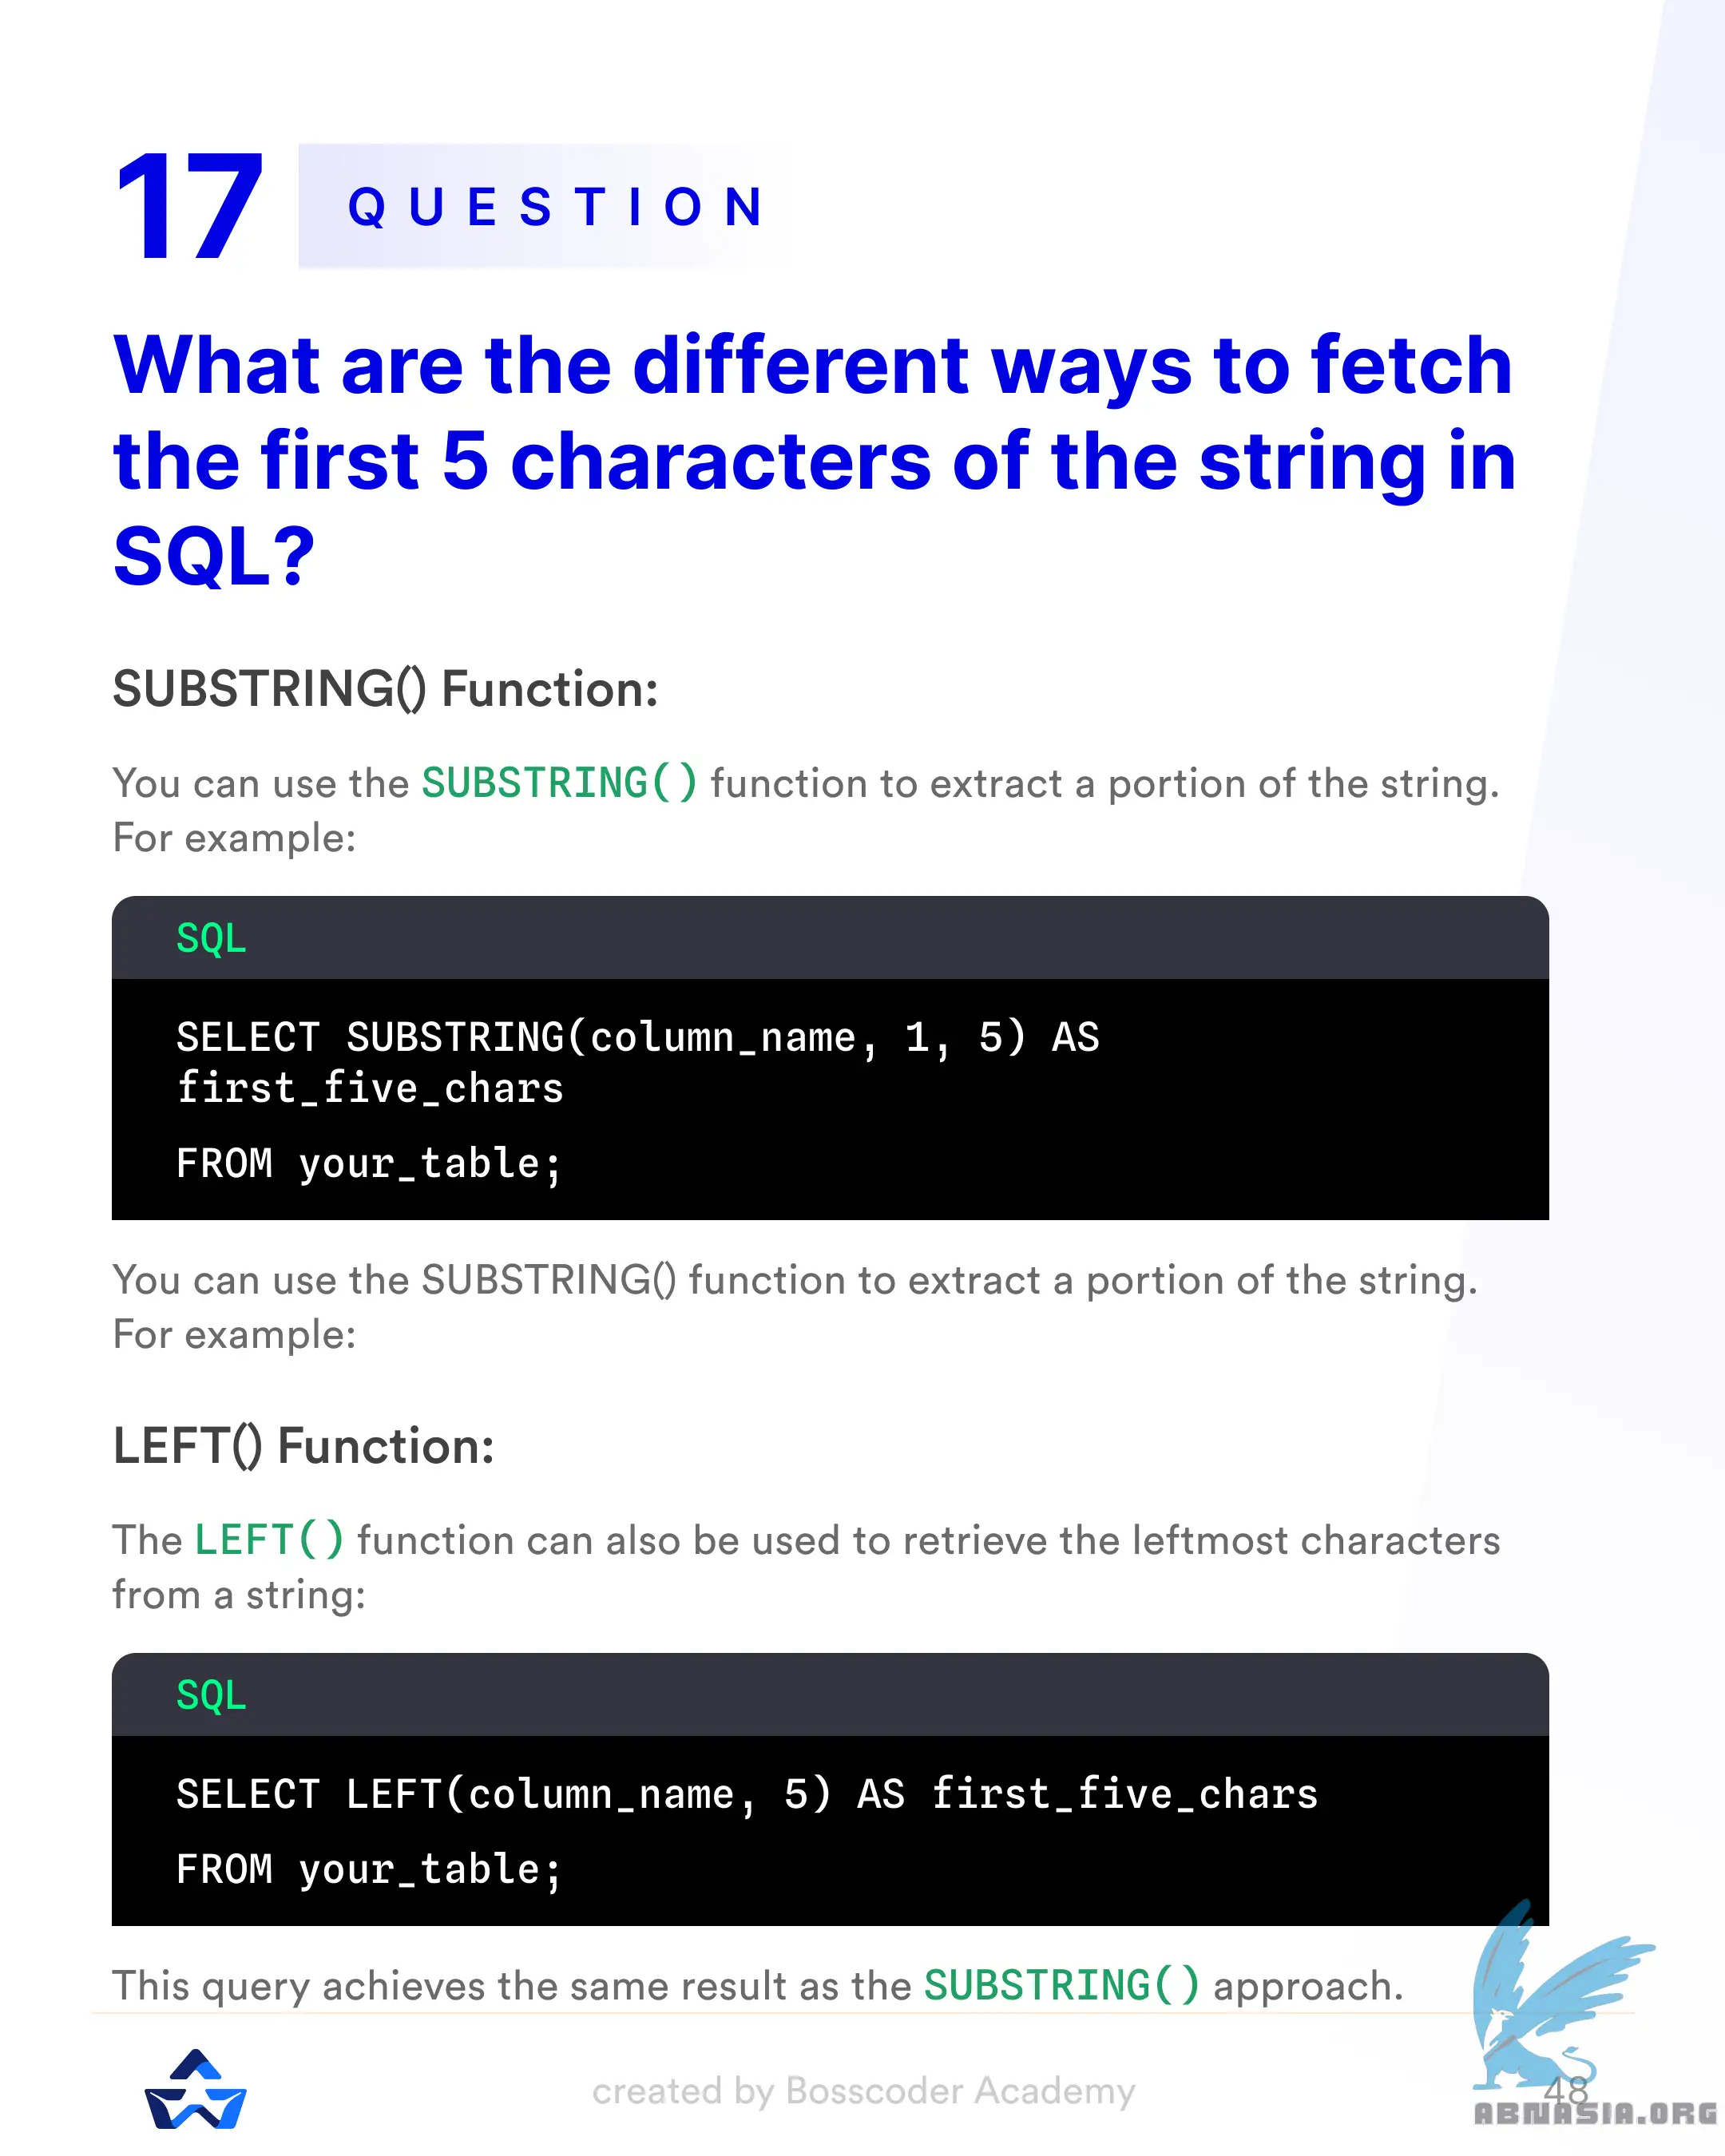 17
QUESTION
What are the different ways to fetch
the first 5 characters of the string in
SQL?
SUBSTRING() Function:
You can use the SUBSTRING() function to extract a portion of the string.
For example:
SQL
SELECT SUBSTRING(column_name, 1, 5) AS
first_five_chars
FROM your_table;
You can use the SUBSTRING() function to extract a portion of the string.
For example:
LEFT() Function:
The LEFT() function can also be used to retrieve the leftmost characters
from a string:
SQL
SELECT LEFT(column_name, 5) AS first_five_chars
FROM your_table;
This query achieves the same result as the SUBSTRING() approach.
created by Bosscoder Academy
48
ABNASIA.ORG